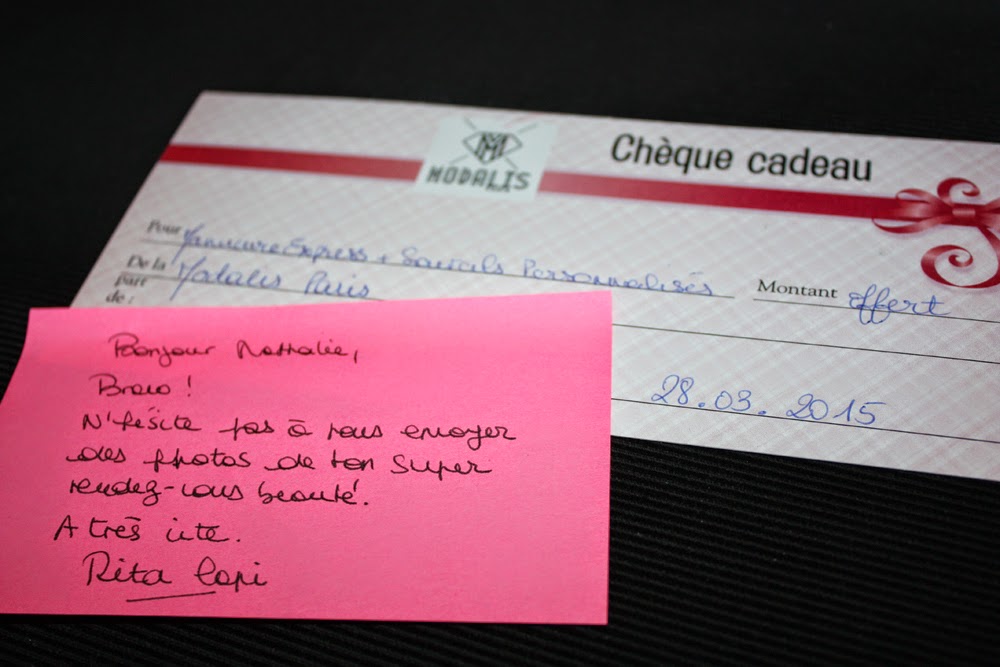 MODALIS
Chèque cadeau
Pour Manucure Express + Sourcils Personnalisés
Montant offert
De la part de : Modalis Paris
28.03.2015
Bonjour Nathalie,
Bravo !
N'hésite pas à nous envoyer
des photos de ton super
rendez-vous beauté.
A très vite.
Rita Capi